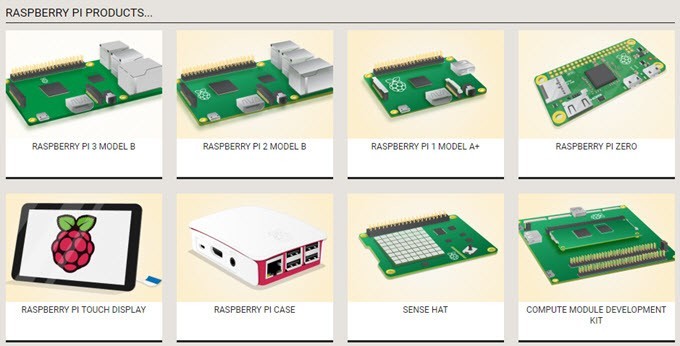 RASPBERRY PI PRODUCTS...
RASPBERRY PI 3 MODEL B
RASPBERRY PI 2 MODEL B
RASPBERRY PI 1 MODEL A+
RASPBERRY PI ZERO
RASPBERRY PI TOUCH DISPLAY
RASPBERRY PI CASE
SENSE HAT
COMPUTE MODULE DEVELOPMENT
KIT